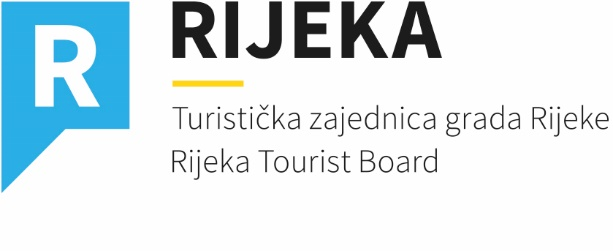 R
RIJEKA
Turistička zajednica grada Rijeke
Rijeka Tourist Board